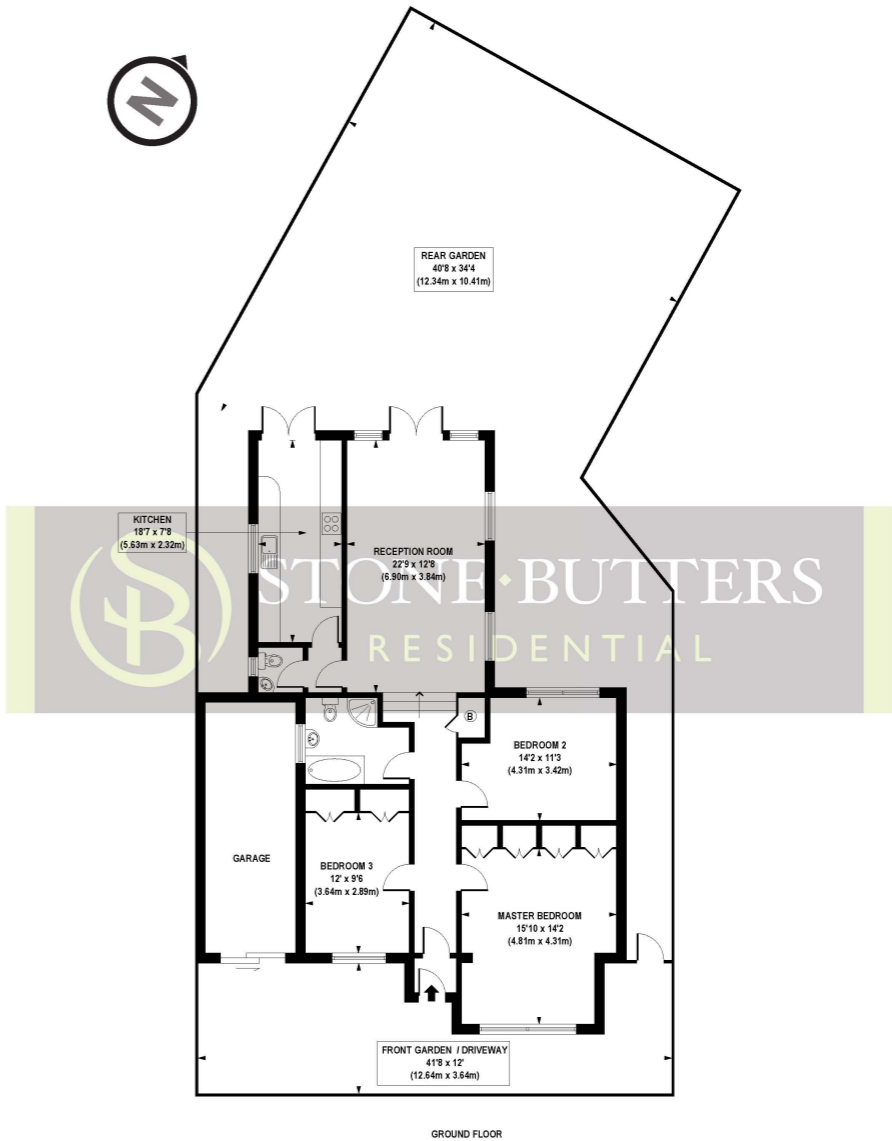 N
REAR GARDEN
40'8 x 34'4
(12.34m x 10.41m)
KITCHEN
18'7 x 7'8
(5.63m x 2.32m)
RECEPTION ROOM
22'9 x 12'8
(6.90m x 3.84m)
STONE·BUTTERS
RESIDENTIAL
SB
B
BEDROOM 2
14'2 x 11'3
(4.31m x 3.42m)
GARAGE
BEDROOM 3
12' x 9'6
(3.64m x 2.89m)
MASTER BEDROOM
15'10 x 14'2
(4.81m x 4.31m)
FRONT GARDEN / DRIVEWAY
41'8 x 12'
(12.64m x 3.64m)
GROUND FLOOR